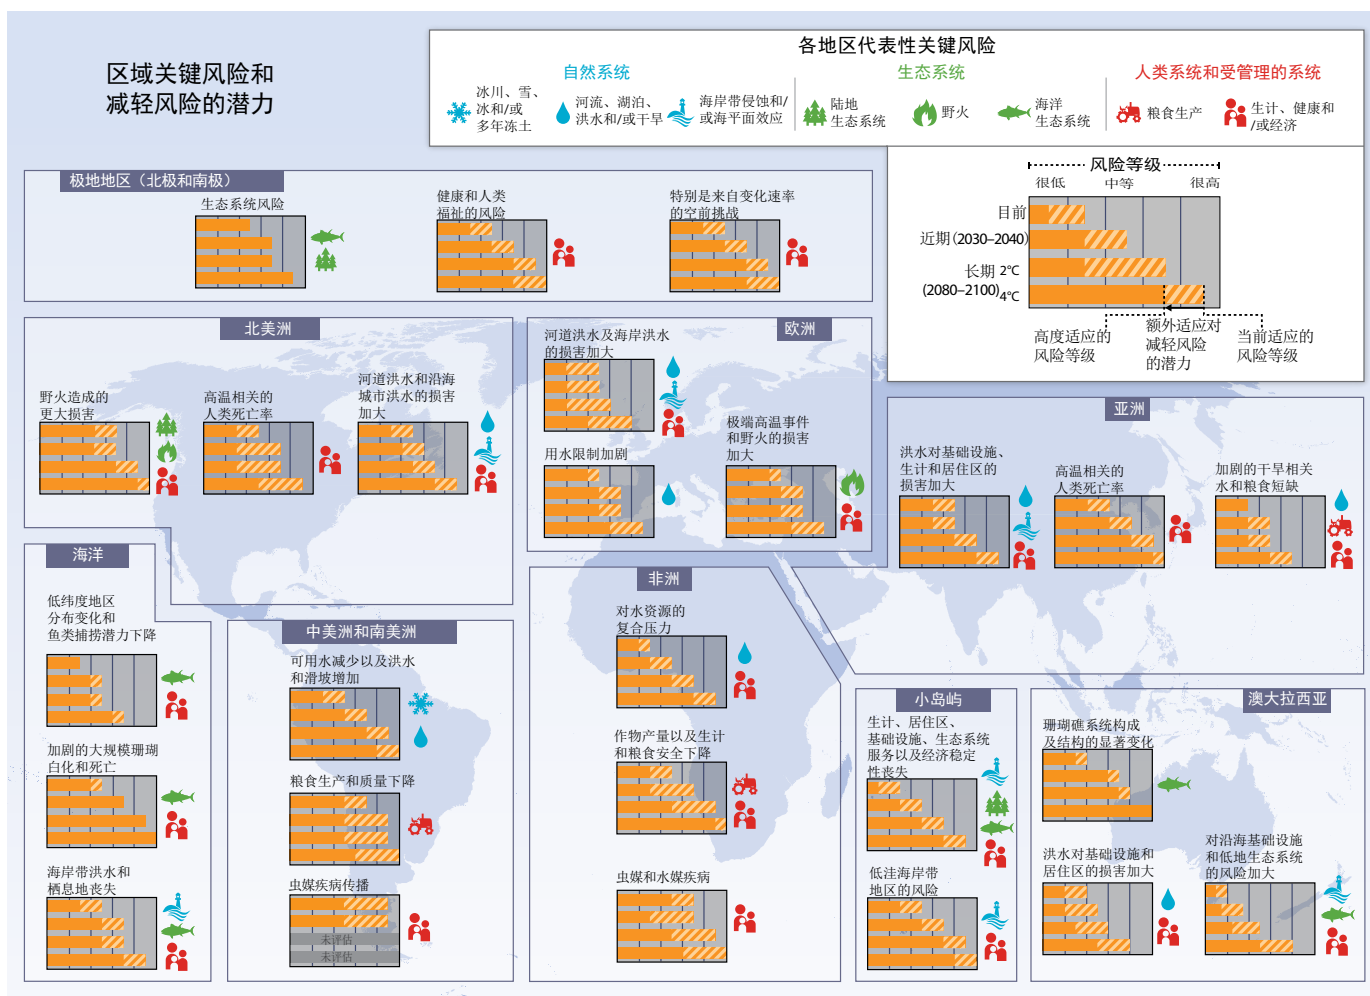 区域关键风险和
减轻风险的潜力
各地区代表性关键风险
自然系统
生态系统
人类系统和受管理的系统
冰川、雪、
冰和/或
多年冻土
河流、湖泊、
洪水和/或干旱
海岸带侵蚀和/
或海平面效应
陆地
生态系统
野火
海洋
生态系统
粮食生产
生计、健康和
/或经济
风险等级
很低
中等
很高
目前
近期(2030–2040)
长期 2℃
(2080–2100)4℃
高度适应的
风险等级
额外适应对
减轻风险
的潜力
当前适应的
风险等级
极地地区（北极和南极）
生态系统风险
健康和人类
福祉的风险
特别是来自变化速率
的空前挑战
北美洲
野火造成的
更大损害
高温相关的
人类死亡率
河道洪水和沿海
城市洪水的损害
加大
欧洲
河道洪水及海岸洪水
的损害加大
用水限制加剧
极端高温事件
和野火的损害
加大
亚洲
洪水对基础设施、
生计和居住区的
损害加大
高温相关的
人类死亡率
加剧的干旱相关
水和粮食短缺
海洋
低纬度地区
分布变化和
鱼类捕捞潜力下降
加剧的大规模珊瑚
白化和死亡
海岸带洪水和
栖息地丧失
中美洲和南美洲
可用水减少以及洪水
和滑坡增加
粮食生产和质量下降
虫媒疾病传播
未评估
未评估
非洲
对水资源的
复合压力
作物产量以及生计
和粮食安全下降
虫媒和水媒疾病
小岛屿
生计、居住区、
基础设施、生态系统
服务以及经济稳定
性丧失
低洼海岸带
地区的风险
澳大拉西亚
珊瑚礁系统构成
及结构的显著变化
洪水对基础设施和
居住区的损害加大
对沿海基础设施
和低地生态系统
的风险加大